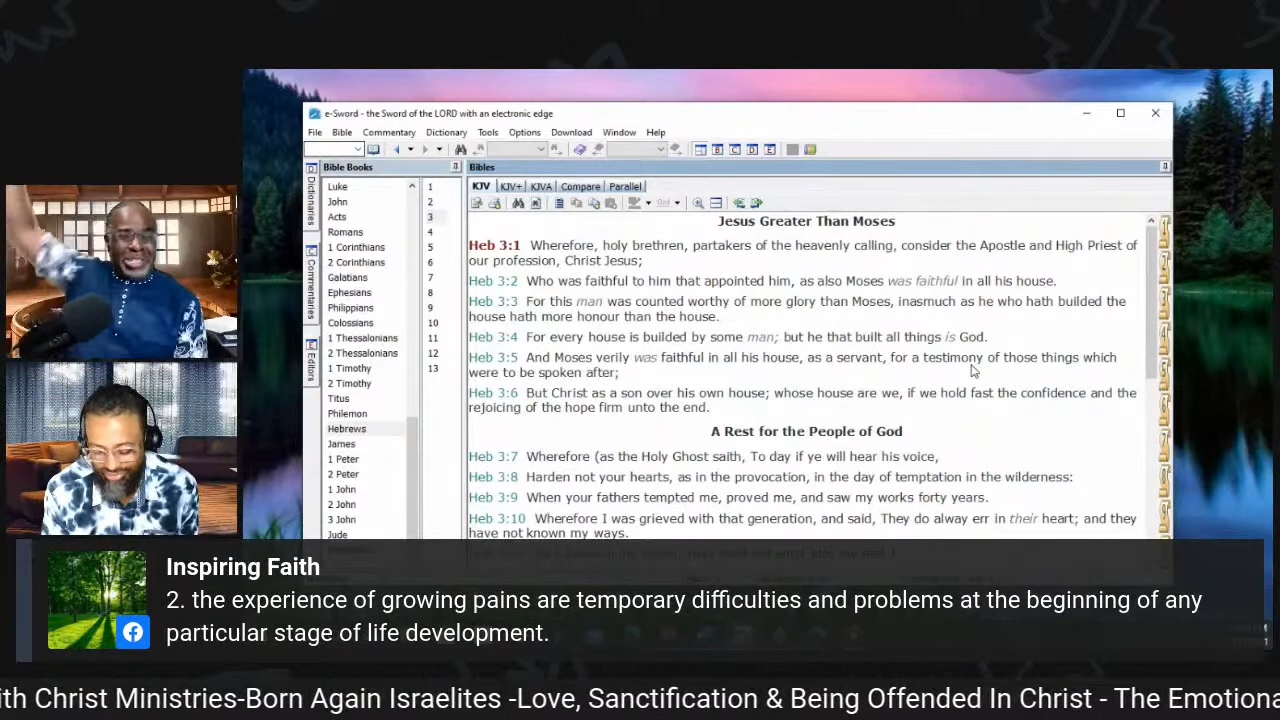 e-Sword - the Sword of the LORD with an electronic edge
File Bible Commentary Dictionary Tools Options Download Window Help
Bible Books
Bibles
Dictionaries
Commentaries
Editors
Luke
John
Acts
Romans
1 Corinthians
2 Corinthians
Galatians
Ephesians
Philippians
Colossians
1 Thessalonians
2 Thessalonians
1 Timothy
2 Timothy
Titus
Philemon
Hebrews
James
1 Peter
2 Peter
1 John
2 John
3 John
Jude
1
2
3
4
5
6
7
8
9
10
11
12
13
KJV KJV+ KJVA Compare Parallel
Jesus Greater Than Moses
Heb 3:1 Wherefore, holy brethren, partakers of the heavenly calling, consider the Apostle and High Priest of
our profession, Christ Jesus;
Heb 3:2 Who was faithful to him that appointed him, as also Moses was faithful in all his house.
Heb 3:3 For this man was counted worthy of more glory than Moses, inasmuch as he who hath builded the
house hath more honour than the house.
Heb 3:4 For every house is builded by some man; but he that built all things is God.
Heb 3:5 And Moses verily was faithful in all his house, as a servant, for a testimony of those things which
were to be spoken after;
Heb 3:6 But Christ as a son over his own house; whose house are we, if we hold fast the confidence and the
rejoicing of the hope firm unto the end.
A Rest for the People of God
Heb 3:7 Wherefore (as the Holy Ghost saith, To day if ye will hear his voice,
Heb 3:8 Harden not your hearts, as in the provocation, in the day of temptation in the wilderness:
Heb 3:9 When your fathers tempted me, proved me, and saw my works forty years.
Heb 3:10 Wherefore I was grieved with that generation, and said, They do alway err in their heart; and they
have not known my ways.
Inspiring Faith
2. the experience of growing pains are temporary difficulties and problems at the beginning of any
particular stage of life development.
ith Christ Ministries-Born Again Israelites -Love, Sanctification & Being Offended In Christ - The Emotiona